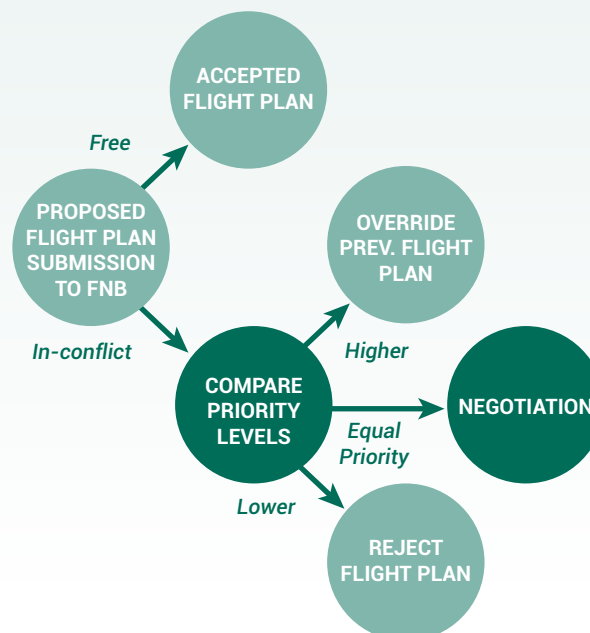 ACCEPTED
FLIGHT PLAN
Free
PROPOSED
FLIGHT PLAN
SUBMISSION
TO FNB
OVERRIDE
PREV. FLIGHT
PLAN
In-conflict
Higher
COMPARE
PRIORITY
LEVELS
NEGOTIATION
Equal
Priority
Lower
REJECT
FLIGHT PLAN